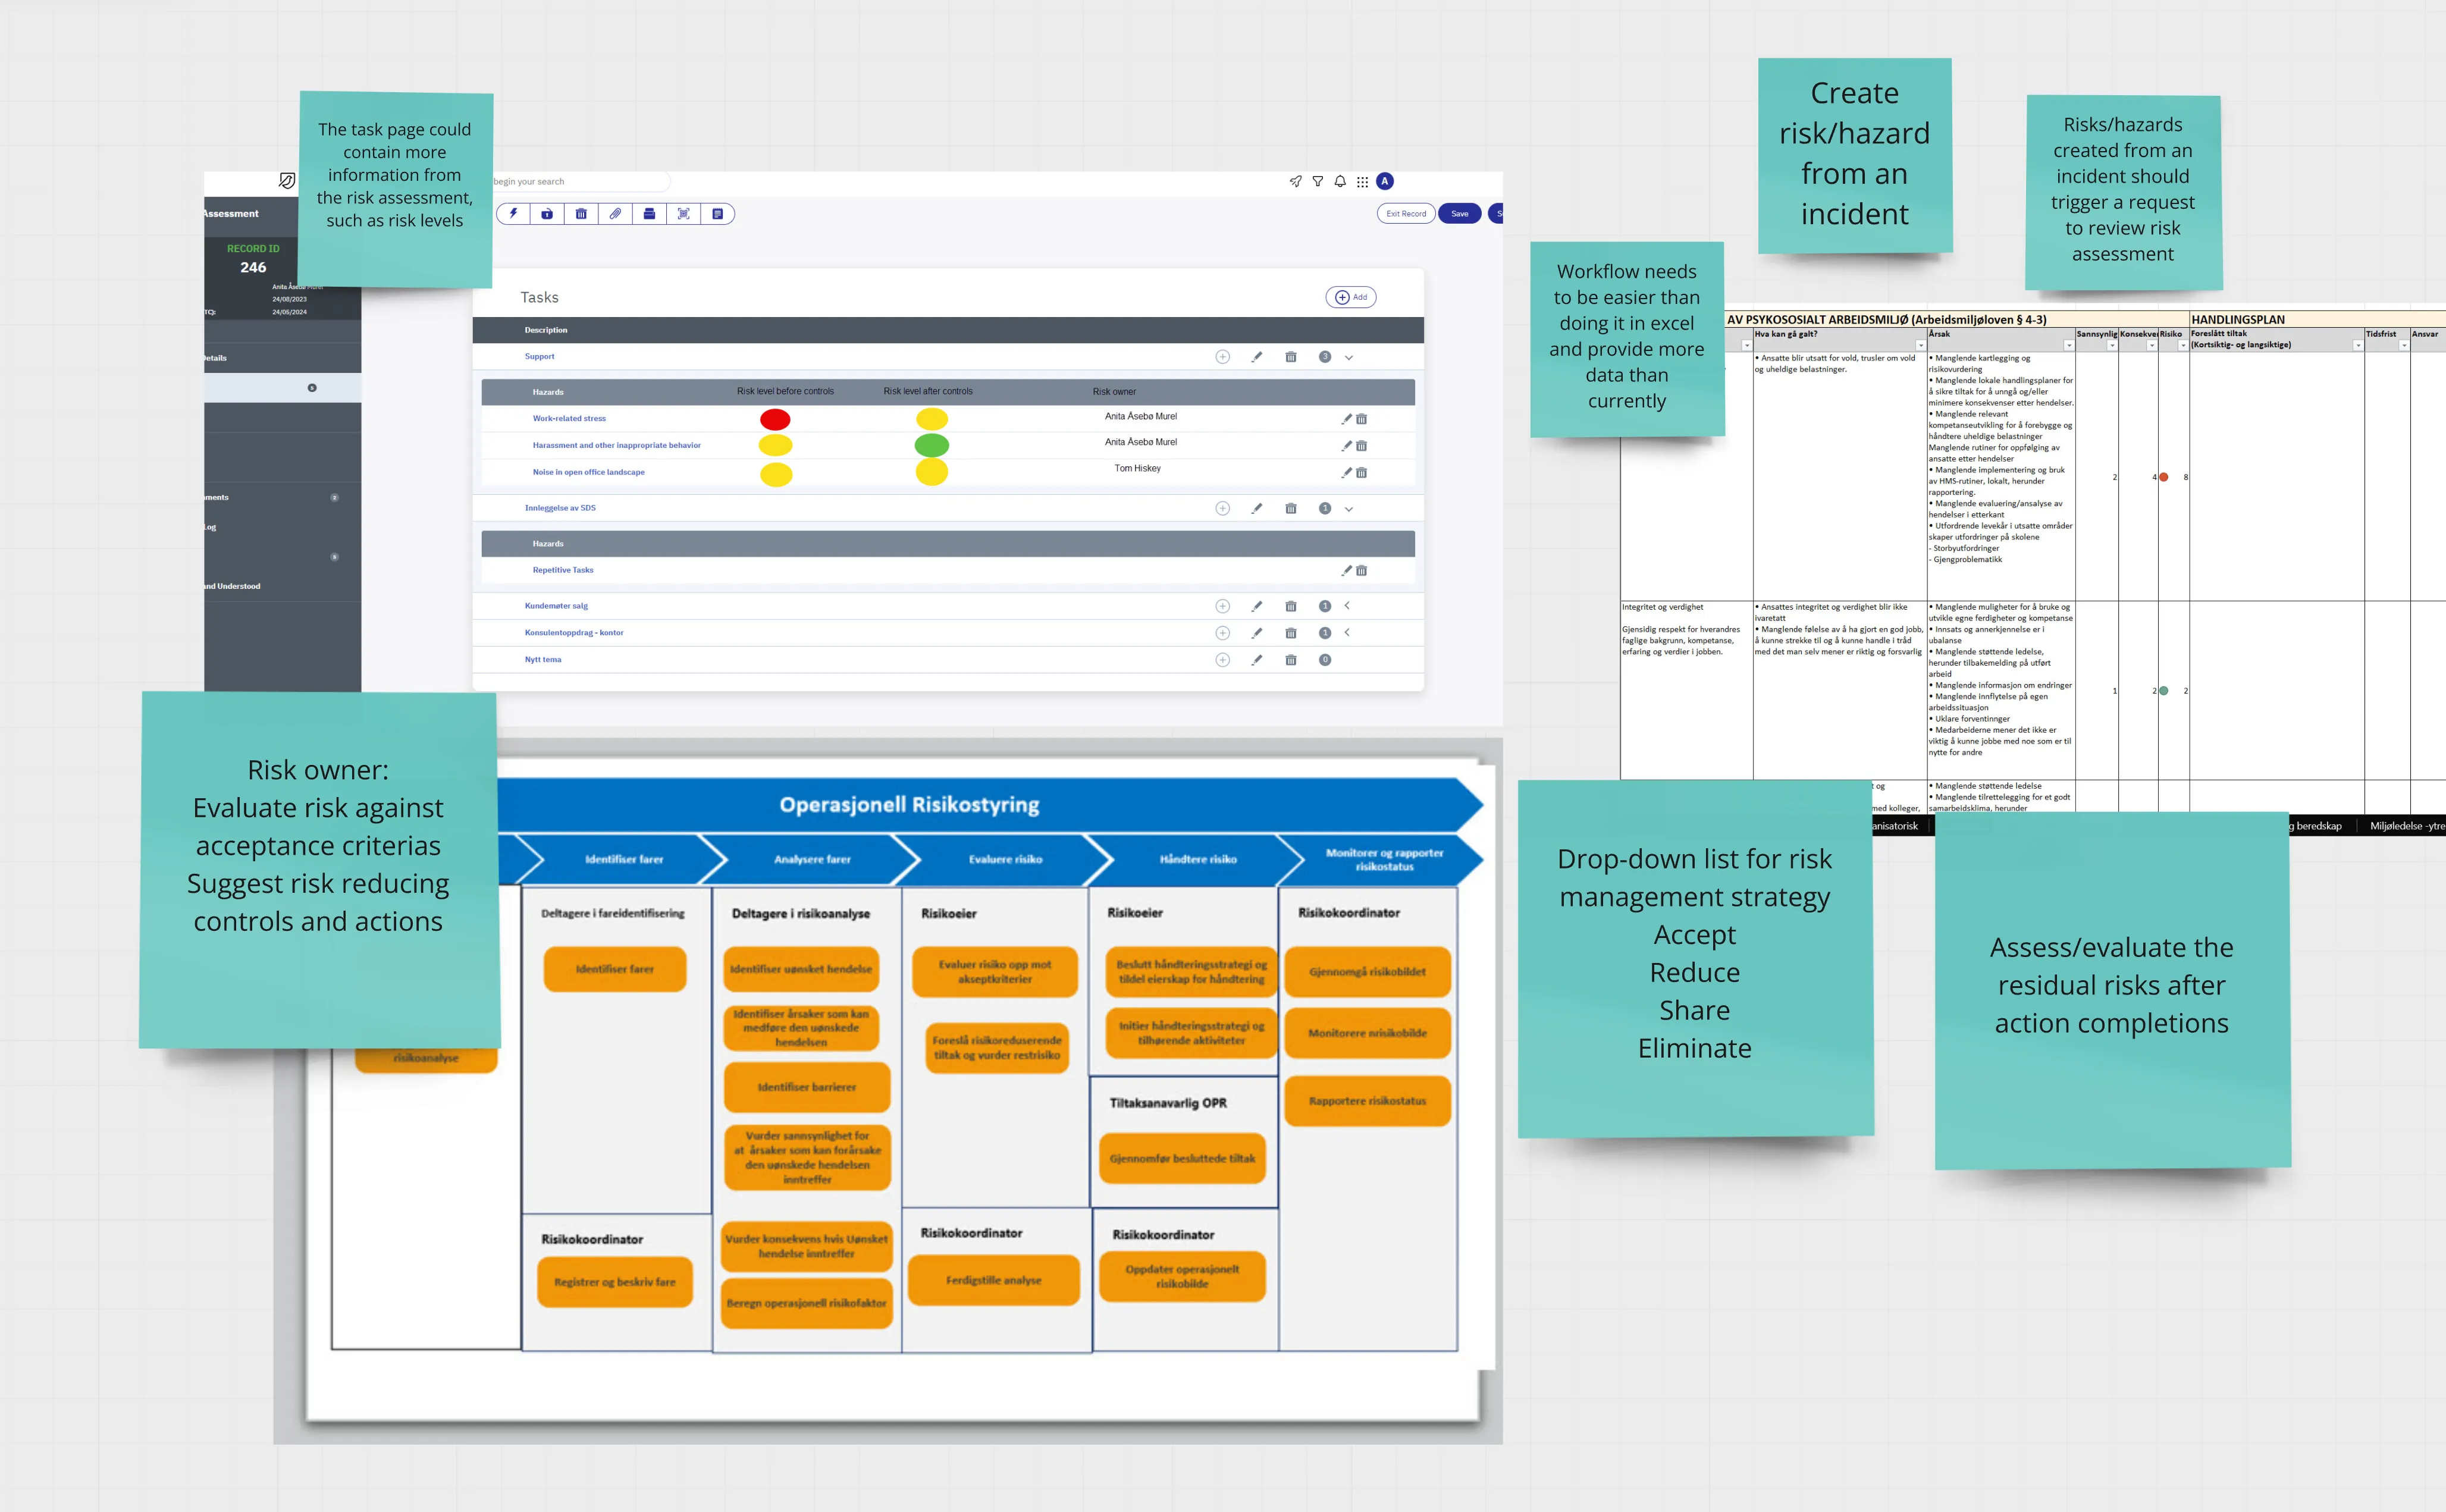 The task page could
contain more
information from
the risk assessment,
such as risk levels
begin your search
A
Assessment
RECORD ID
246
24/08/2023
24/05/2024
Details
Exit Record
Save
Tasks
Add
Description
Support
3
Hazards
Risk level before controls
Risk level after controls
Risk owner
Work-related stress
Anita Åsebø Murel
Harassment and other inappropriate behavior
Anita Åsebø Murel
Noise in open office landscape
Tom Hiskey
Innleggelse av SDS
1
Hazards
Repetitive Tasks
Kundemøter salg
1
Konsulentoppdrag - kontor
1
Nytt tema
0
and Understood
Risk owner:
Evaluate risk against
acceptance criterias
Suggest risk reducing
controls and actions
Operasjonell Risikostyring
Identifiser farer
Analysere farer
Evaluere risiko
Håndtere risiko
Monitorer og rapporter
risikostatus
risikoanalyse
Deltagere i fareidentifisering
Identifiser farer
Risikokoordinator
Registrer og beskriv fare
Deltagere i risikoanalyse
Identifiser uønsket hendelse
Identifiser årsaker som kan
medføre den uønskede
hendelsen
Identifiser barrierer
Vurder sannsynlighet for
at årsaker som kan forårsake
den uønskede hendelsen
inntreffer
Vurder konsekvens hvis Uønsket
hendelse inntreffer
Beregn operasjonell risikofaktor
Risikoeier
Evaluer risiko opp mot
akseptkriterier
Foreslå risikoreduserende
tiltak og vurder restrisiko
Risikokoordinator
Ferdigstille analyse
Risikoeier
Beslutt håndteringsstrategi og
tildel eierskap for håndtering
Initier håndteringsstrategi og
tilhørende aktiviteter
Tiltaksanavarlig OPR
Gjennomfør besluttede tiltak
Risikokoordinator
Oppdater operasjonelt
risikobilde
Risikokoordinator
Gjennomgå risikobildet
Monitorere nrisikobilde
Rapportere risikostatus
Create
risk/hazard
from an
incident
Risks/hazards
created from an
incident should
trigger a request
to review risk
assessment
Workflow needs
to be easier than
doing it in excel
and provide more
data than
currently
AV PSYKOSOSIALT ARBEIDSMILJØ (Arbeidsmiljøloven § 4-3)
HANDLINGSPLAN
Hva kan gå galt?
Årsak
Sannsynlig
Konsekve
Risiko
Foreslått tiltak
(Kortsiktig- og langsiktige)
Tidsfrist
Ansvar
• Ansatte blir utsatt for vold, trusler om vold
og uheldige belastninger.
• Manglende kartlegging og
risikovurdering
• Manglende lokale handlingsplaner for
å sikre tiltak for å unngå og/eller
minimere konsekvenser etter hendelser.
• Manglende relevant
kompetanseutvikling for å forebygge og
håndtere uheldige belastninger
Manglende rutiner for oppfølging av
ansatte etter hendelser
• Manglende implementering og bruk
av HMS-rutiner, lokalt, herunder
rapportering.
• Manglende evaluering/ansalyse av
hendelser i etterkant
• Utfordrende levekår i utsatte områder
skaper utfordringer på skolene
- Storbyutfordringer
- Gjengproblematikk
2
4
8
Integritet og verdighet
Gjensidig respekt for hverandres
faglige bakgrunn, kompetanse,
erfaring og verdier i jobben.
• Ansattes integritet og verdighet blir ikke
ivaretatt
• Manglende følelse av å ha gjort en god jobb,
å kunne strekke til og å kunne handle i tråd
med det man selv mener er riktig og forsvarlig
• Manglende muligheter for å bruke og
utvikle egne ferdigheter og kompetanse
• Innsats og annerkjennelse er i
ubalanse
• Manglende støttende ledelse,
herunder tilbakemelding på utført
arbeid
• Manglende informasjon om endringer
• Manglende innflytelse på egen
arbeidssituasjon
• Uklare forventinnger
• Medarbeiderne mener det ikke er
viktig å kunne jobbe med noe som er til
nytte for andre
1
2
2
og
med kolleger,
• Manglende støttende ledelse
• Manglende tilrettelegging for et godt
samarbeidsklima, herunder
anisatorisk
g beredskap
Miljøledelse -ytre
Drop-down list for risk
management strategy
Accept
Reduce
Share
Eliminate
Assess/evaluate the
residual risks after
action completions